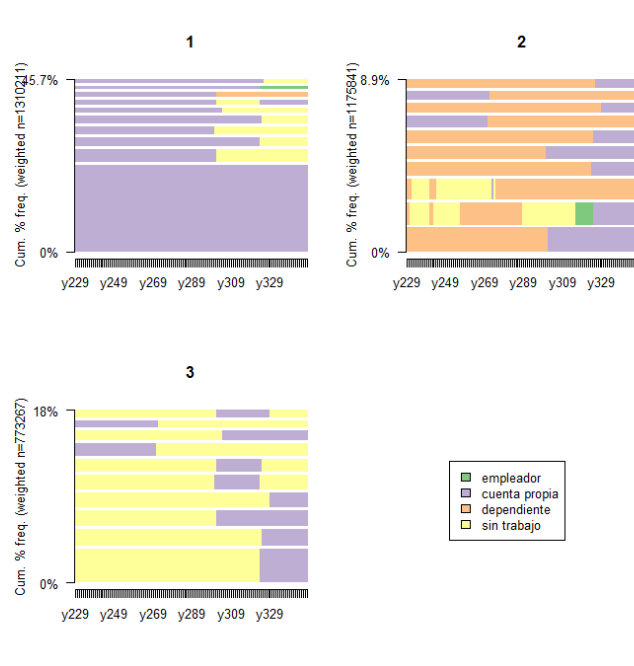 1
Cum. % freq. (weighted n=1310211)
45.7%
0%
y229 y249 y269 y289 y309 y329
2
Cum. % freq. (weighted n=1175841)
8.9%
0%
y229 y249 y269 y289 y309 y329
3
Cum. % freq. (weighted n=773267)
18%
0%
y229 y249 y269 y289 y309 y329
empleador
cuenta propia
dependiente
sin trabajo